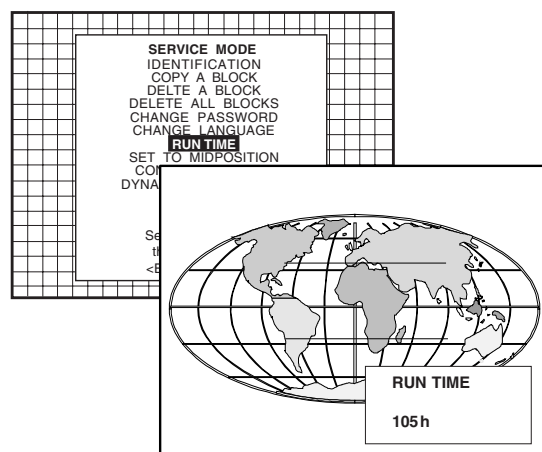 SERVICE MODE
IDENTIFICATION
COPY A BLOCK
DELTE A BLOCK
DELETE ALL BLOCKS
CHANGE PASSWORD
CHANGE LANGUAGE
RUN TIME
SET TO MIDPOSITION
RUN TIME
105 h